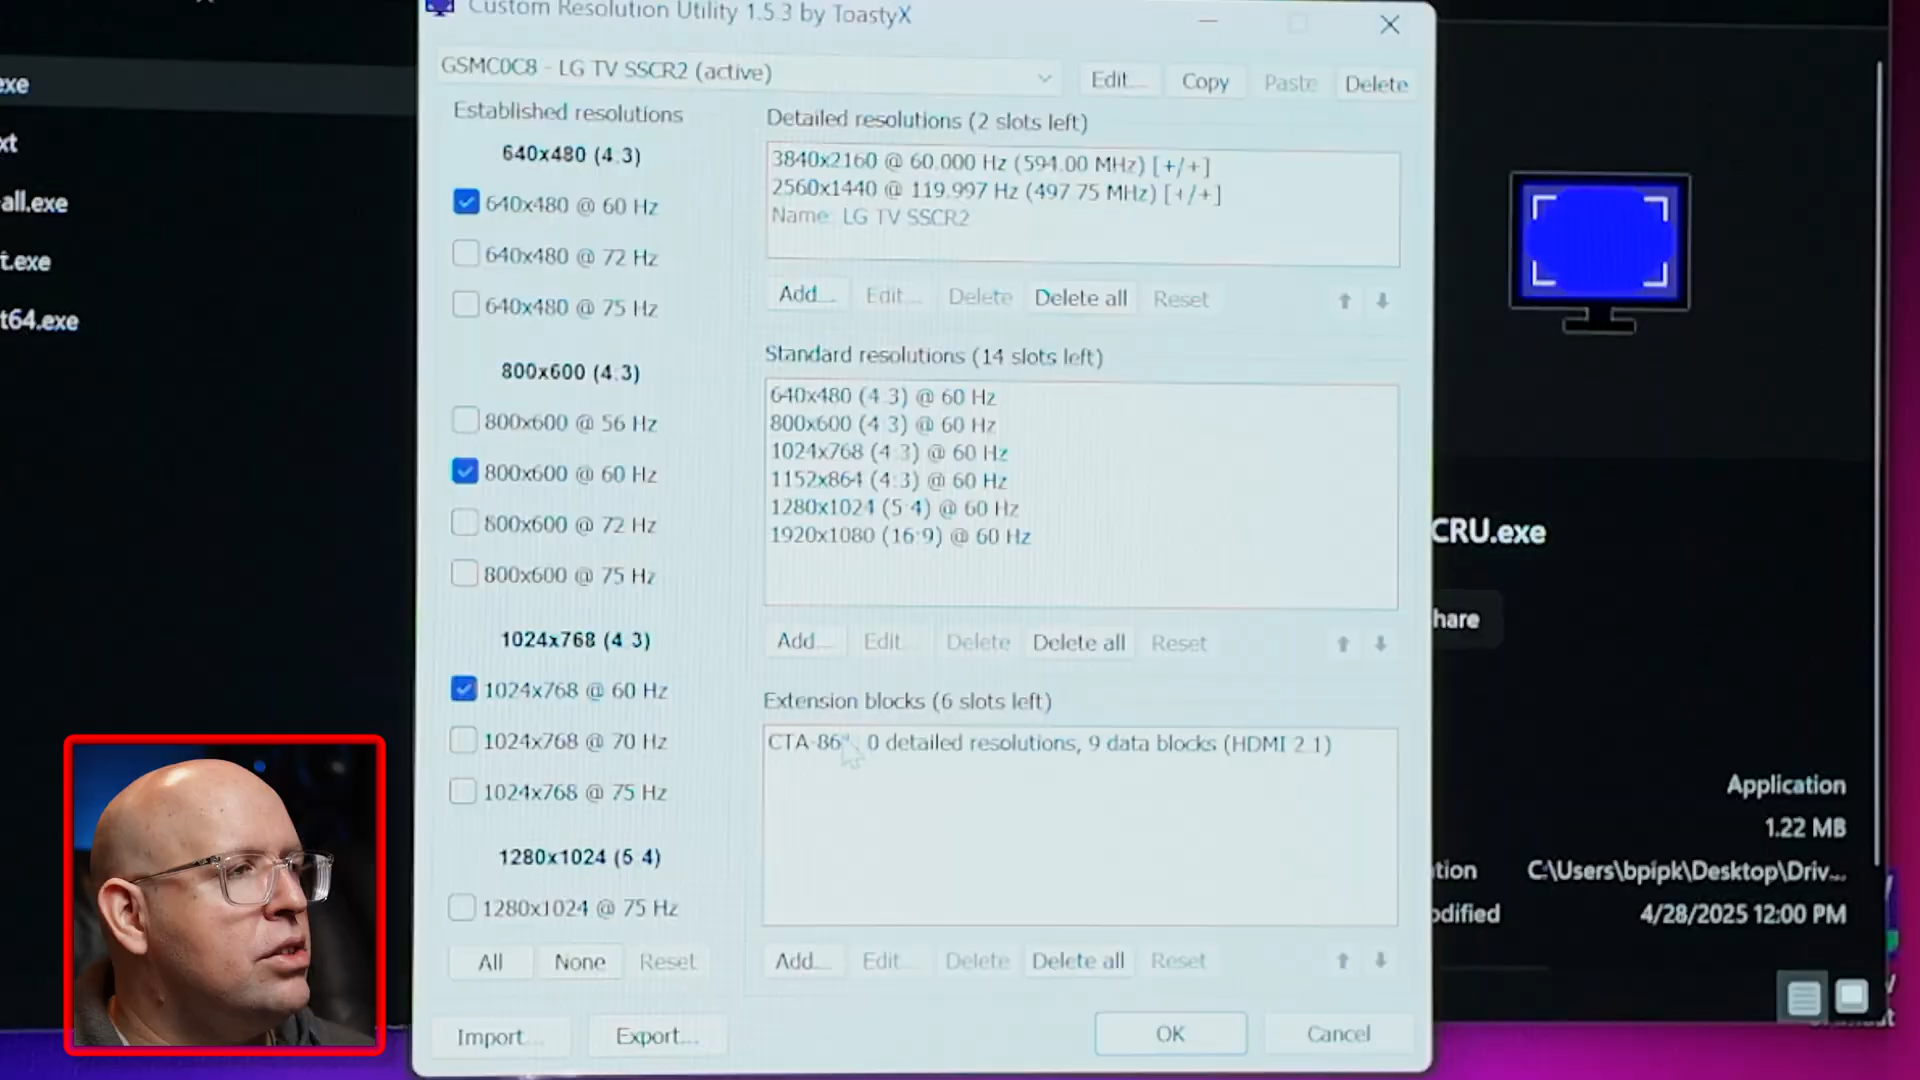 Custom Resolution Utility 1.5.3 by ToastyX
GSMC0C8 - LG TV SSCR2 (active)
Edit...
Copy
Paste
Delete
Established resolutions
640x480 (4:3)
640x480 @ 60 Hz
640x480 @ 72 Hz
640x480 @ 75 Hz
800x600 (4:3)
800x600 @ 56 Hz
800x600 @ 60 Hz
800x600 @ 72 Hz
800x600 @ 75 Hz
1024x768 (4:3)
1024x768 @ 60 Hz
1024x768 @ 70 Hz
1024x768 @ 75 Hz
1280x1024 (5:4)
1280x1024 @ 75 Hz
All
None
Reset
Detailed resolutions (2 slots left)
3840x2160 @ 60.000 Hz (594.00 MHz) [+/+]
2560x1440 @ 119.997 Hz (497.75 MHz) [+/+]
Name: LG TV SSCR2
Add...
Edit...
Delete
Delete all
Reset
Standard resolutions (14 slots left)
640x480 (4:3) @ 60 Hz
800x600 (4:3) @ 60 Hz
1024x768 (4:3) @ 60 Hz
1152x864 (4:3) @ 60 Hz
1280x1024 (5:4) @ 60 Hz
1920x1080 (16:9) @ 60 Hz
Add...
Edit...
Delete
Delete all
Reset
Extension blocks (6 slots left)
0 detailed resolutions, 9 data blocks (HDMI 2.1)
Add...
Edit...
Delete
Delete all
Reset
Import...
Export...
OK
Cancel
xe
xt
all.exe
t.exe
t64.exe
CRU.exe
hare
Application
1.22 MB
tion
C:\Users\bpipk\Desktop\Driv...
odified
4/28/2025 12:00 PM